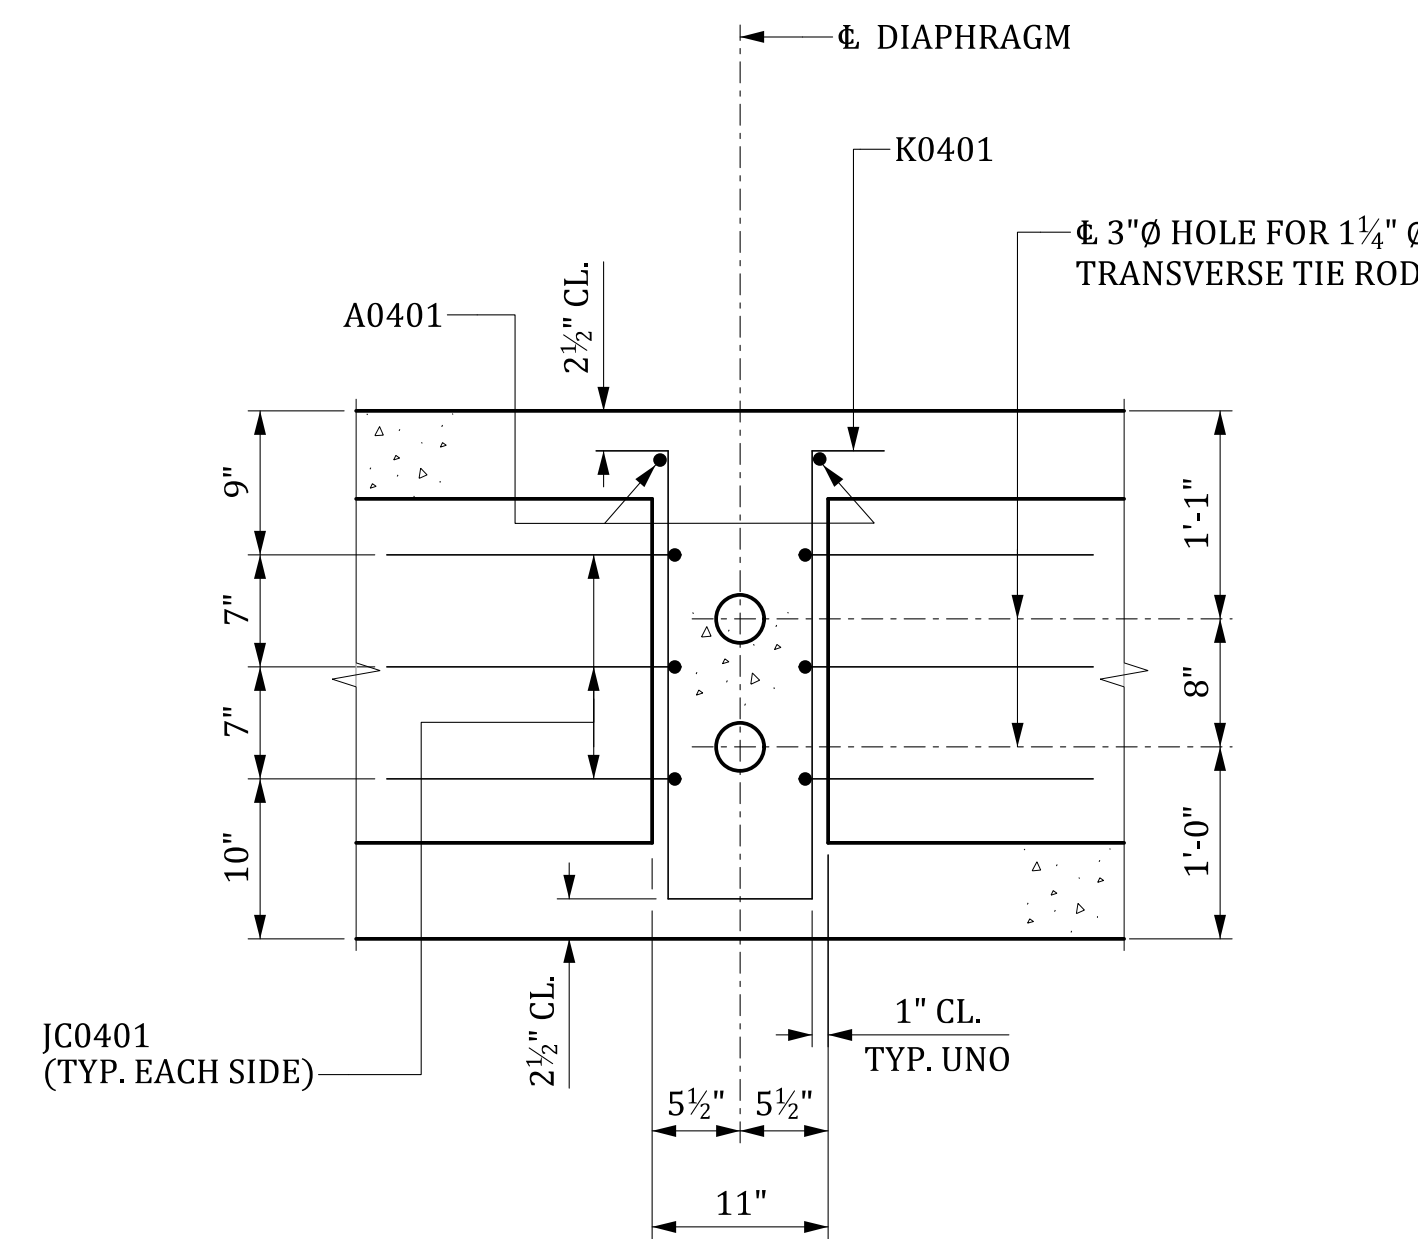 ℄ DIAPHRAGM
K0401
℄ 3"Ø HOLE FOR 1¼" Ø
TRANSVERSE TIE ROD
2½" CL.
A0401
9"
1'-1"
7"
8"
7"
1'-0"
10"
JC0401
(TYP. EACH SIDE)
2½" CL.
1" CL.
TYP. UNO
5½" 5½"
11"